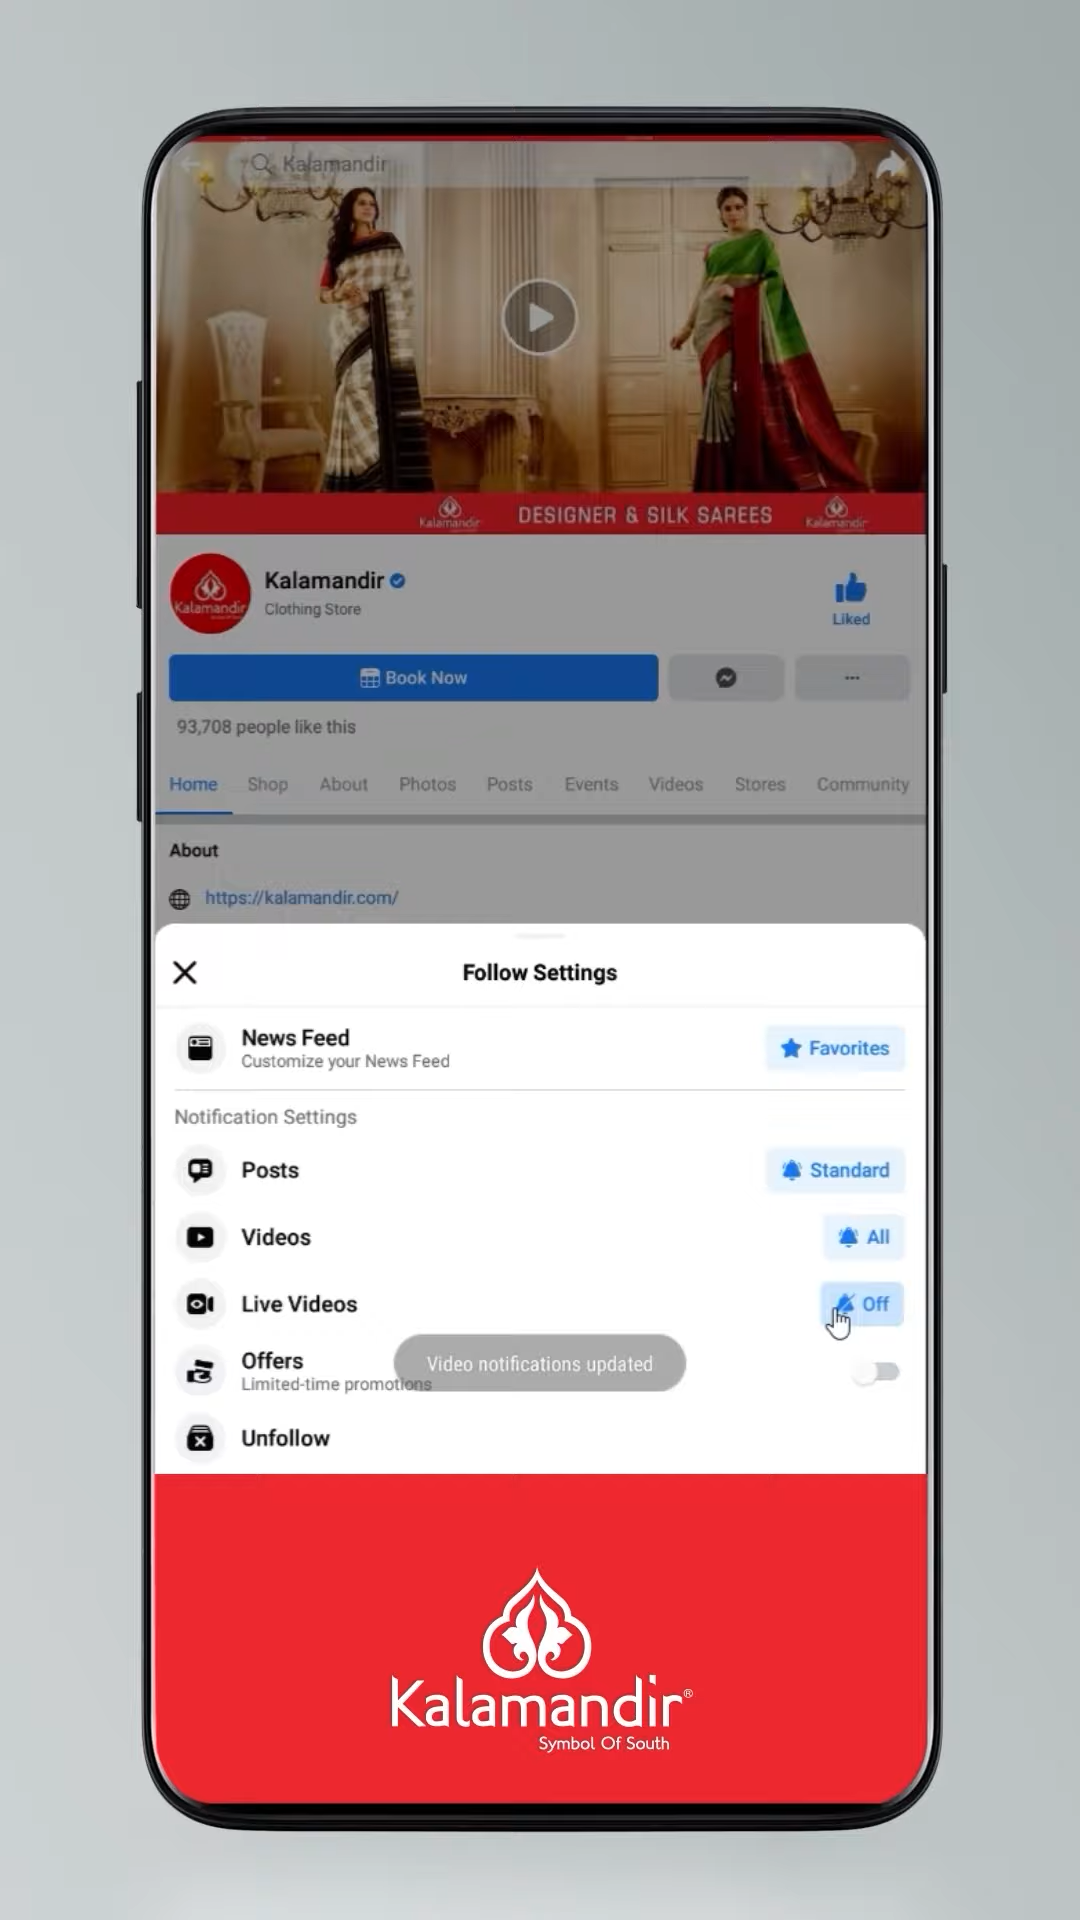 Kalamandir
Kalamandir DESIGNER & SILK SAREES Kalamandir
Kalamandir
Kalamandir
Clothing Store
Liked
Book Now
...
93,708 people like this
Home Shop About Photos Posts Events Videos Stores Community
About
https://kalamandir.com/
Follow Settings
News Feed
Customize your News Feed
Favorites
Notification Settings
Posts
Standard
Videos
All
Live Videos
Off
Video notifications updated
Offers
Limited-time promotions
Unfollow
Kalamandir®
Symbol Of South